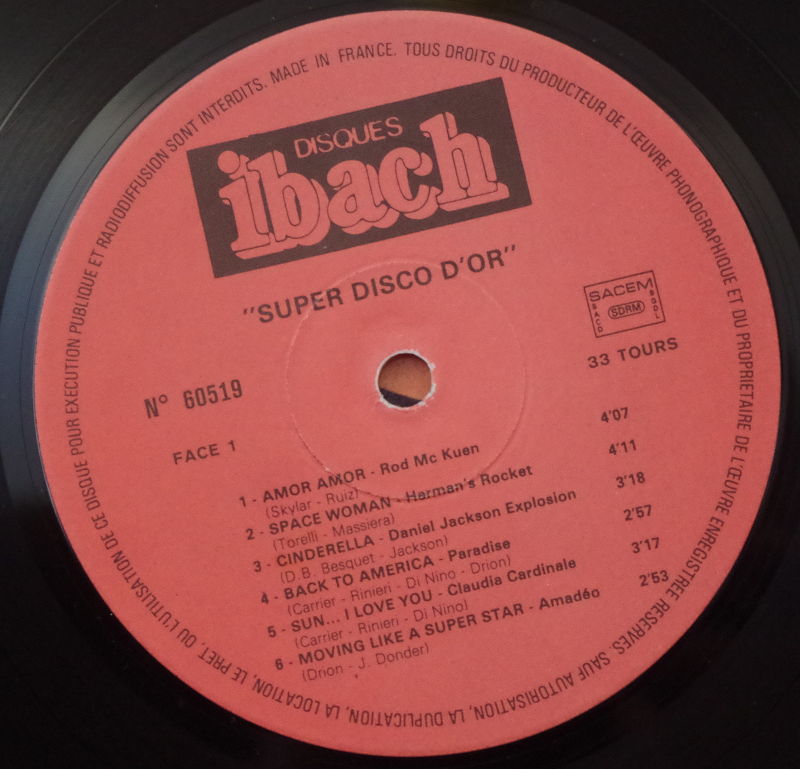 MADE IN FRANCE. TOUS DROITS DU PRODUCTEUR DE L'ŒUVRE PHONOGRAPHIQUE ET DU PROPRIETAIRE DE L'ŒUVRE ENREGISTREE RESERVES. SAUF AUTORISATION, LA DUPLICATION, LA LOCATION, LE PRET, OU L'UTILISATION DE CE DISQUE POUR EXECUTION PUBLIQUE ET RADIODIFFUSION SONT INTERDITS.
DISQUES
ibach
"SUPER DISCO D'OR"
SACEM
SACD SDRM SGDL
33 TOURS
N° 60519
FACE 1
1 - AMOR AMOR - Rod Mc Kuen 4'07
(Skylar - Ruiz)
2 - SPACE WOMAN - Herman's Rocket 4'11
(Torelli - Massiera)
3 - CINDERELLA - Daniel Jackson Explosion 3'18
(D.B. Besquet - Jackson)
4 - BACK TO AMERICA - Paradise 2'57
(Carrier - Rinieri - Di Nino - Drion)
5 - SUN... I LOVE YOU - Claudia Cardinale 3'17
(Carrier - Rinieri - Di Nino)
6 - MOVING LIKE A SUPER STAR - Amadéo 2'53
(Drion - J. Donder)